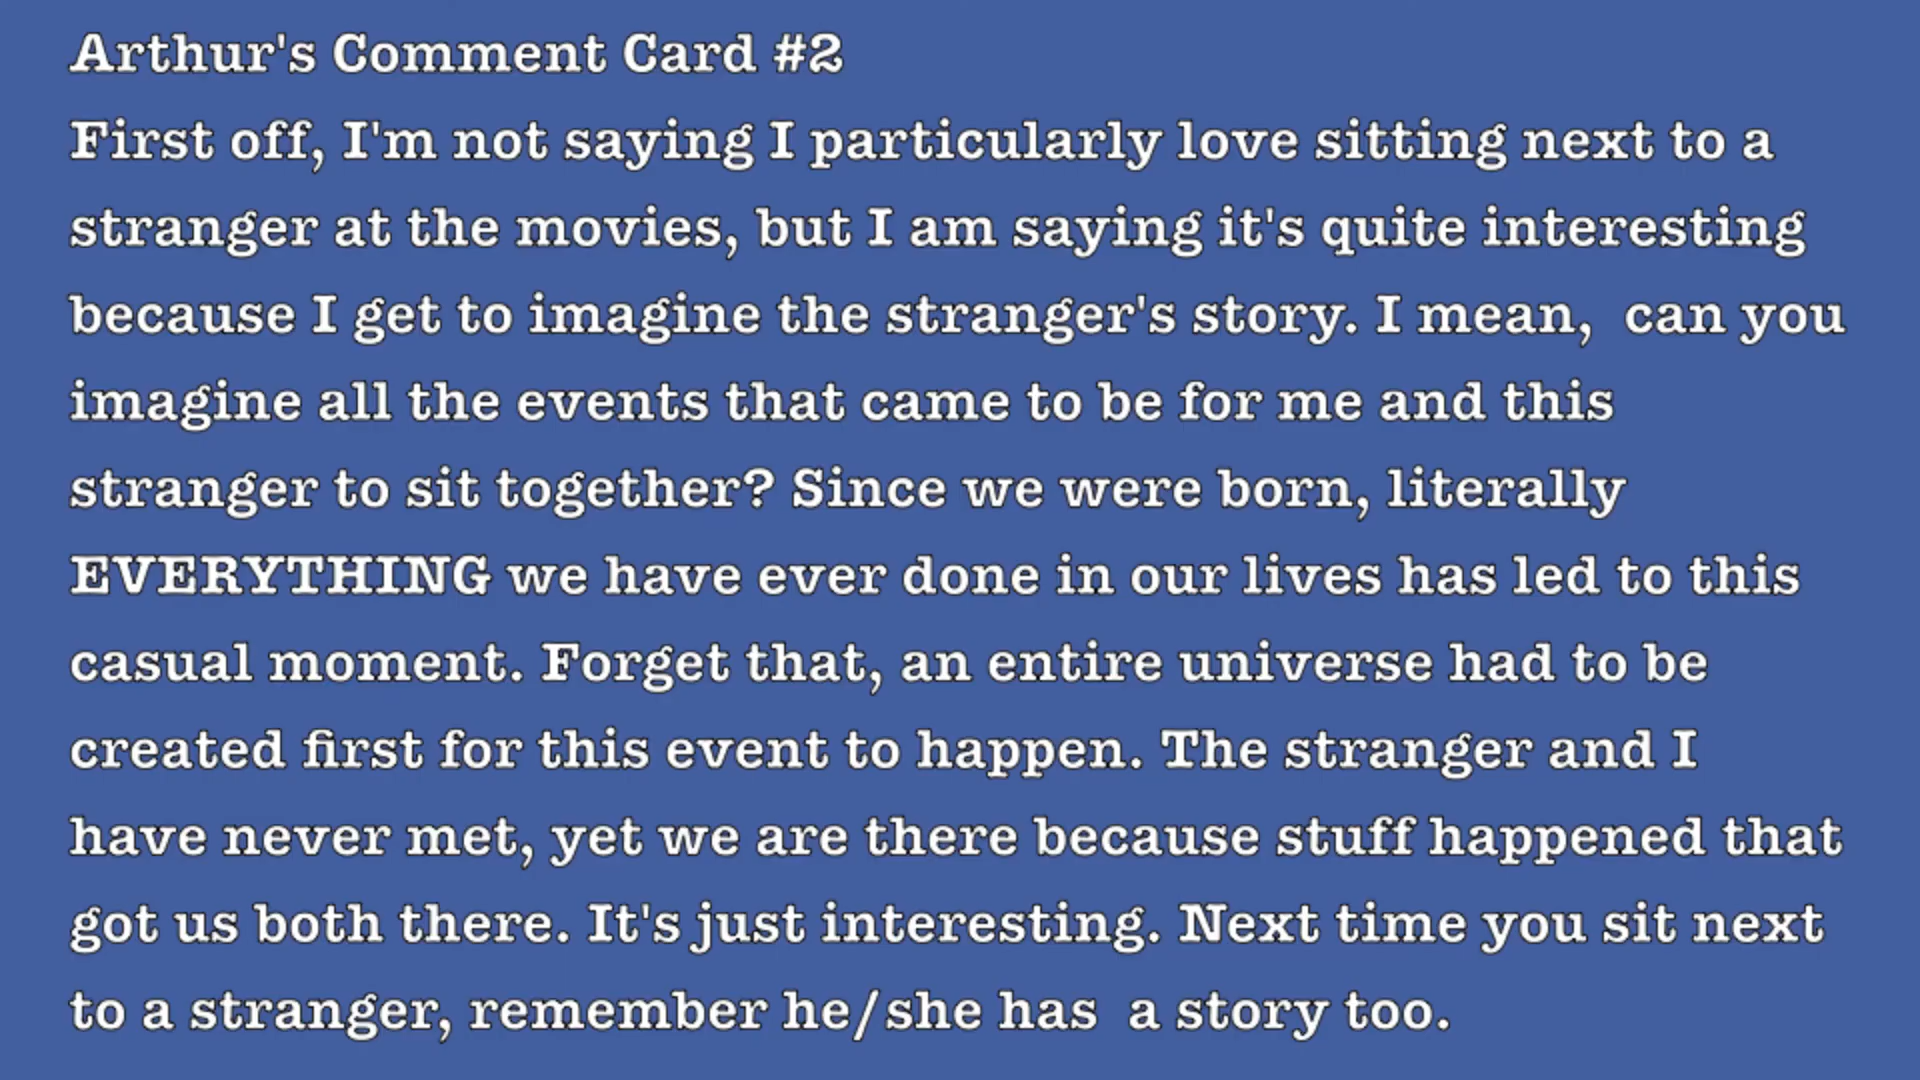 Arthur's Comment Card #2
First off, I'm not saying I particularly love sitting next to a
stranger at the movies, but I am saying it's quite interesting
because I get to imagine the stranger's story. I mean,  can you
imagine all the events that came to be for me and this
stranger to sit together? Since we were born, literally
EVERYTHING we have ever done in our lives has led to this
casual moment. Forget that, an entire universe had to be
created first for this event to happen. The stranger and I
have never met, yet we are there because stuff happened that
got us both there. It's just interesting. Next time you sit next
to a stranger, remember he/she has  a story too.